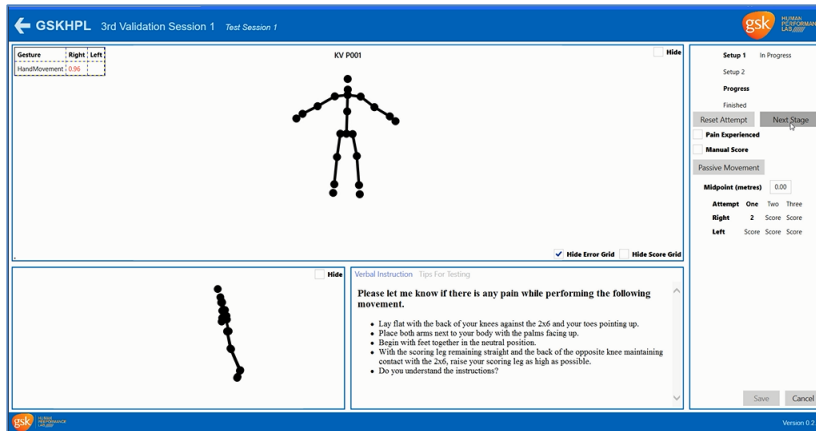 GSKHPL 3rd Validation Session 1 Test Session 1
gsk HUMAN PERFORMANCE LAB
Gesture Right Left
HandMovement 0.96
KV P001
Hide
Hide Error Grid Hide Score Grid
Setup 1 In Progress
Setup 2
Progress
Finished
Reset Attempt Next Stage
Pain Experienced
Manual Score
Passive Movement
Midpoint (metres) 0.00
Attempt One Two Three
Right 2 Score Score
Left Score Score Score
Hide
Verbal Instruction Tips For Testing
Please let me know if there is any pain while performing the following
movement.
• Lay flat with the back of your knees against the 2x6 and your toes pointing up.
• Place both arms next to your body with the palms facing up.
• Begin with feet together in the neutral position.
• With the scoring leg remaining straight and the back of the opposite knee maintaining
contact with the 2x6, raise your scoring leg as high as possible.
• Do you understand the instructions?
Save Cancel
gsk HUMAN PERFORMANCE LAB
Version 0.2